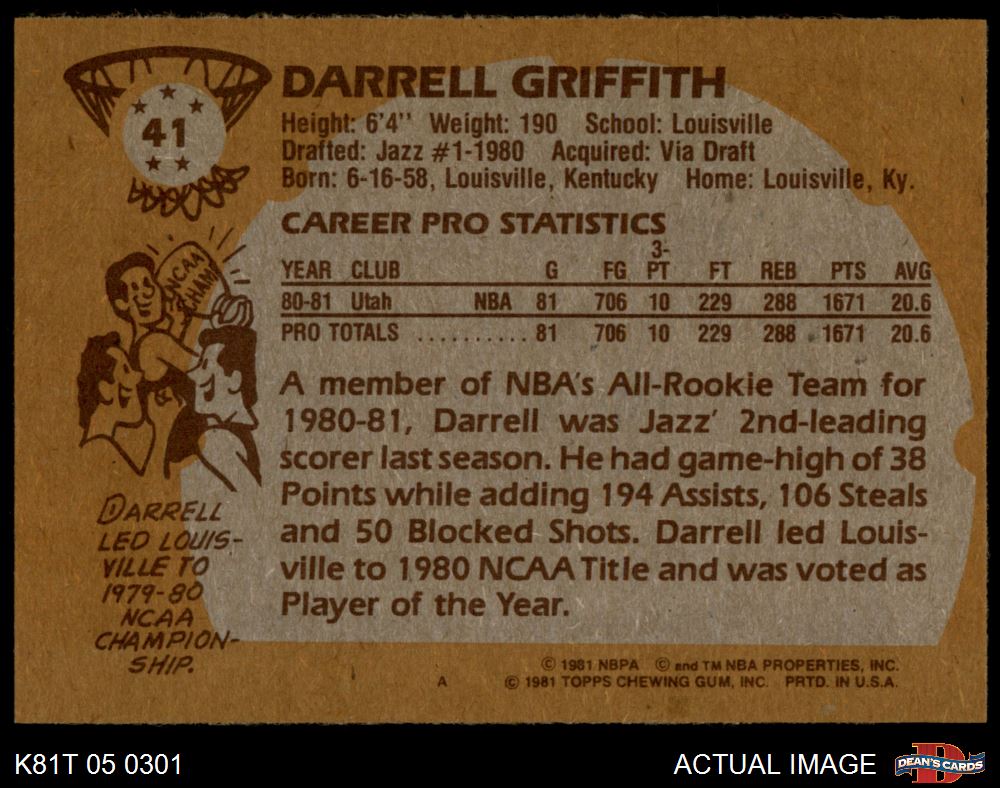 41
DARRELL GRIFFITH
Height: 6'4" Weight: 190 School: Louisville
Drafted: Jazz #1-1980 Acquired: Via Draft
Born: 6-16-58, Louisville, Kentucky Home: Louisville, Ky.
CAREER PRO STATISTICS
YEAR CLUB G FG 3-PT FT REB PTS AVG
80-81 Utah NBA 81 706 10 229 288 1671 20.6
PRO TOTALS .......... 81 706 10 229 288 1671 20.6
NCAA
CHAMP
A member of NBA's All-Rookie Team for
1980-81, Darrell was Jazz' 2nd-leading
scorer last season. He had game-high of 38
Points while adding 194 Assists, 106 Steals
and 50 Blocked Shots. Darrell led Louis-
ville to 1980 NCAA Title and was voted as
Player of the Year.
DARRELL
LED LOUIS-
VILLE TO
1979-80
NCAA
CHAMPION-
SHIP.
© 1981 NBPA © and TM NBA PROPERTIES, INC.
A © 1981 TOPPS CHEWING GUM, INC. PRTD. IN U.S.A.
K81T 05 0301 ACTUAL IMAGE D DEAN'S CARDS